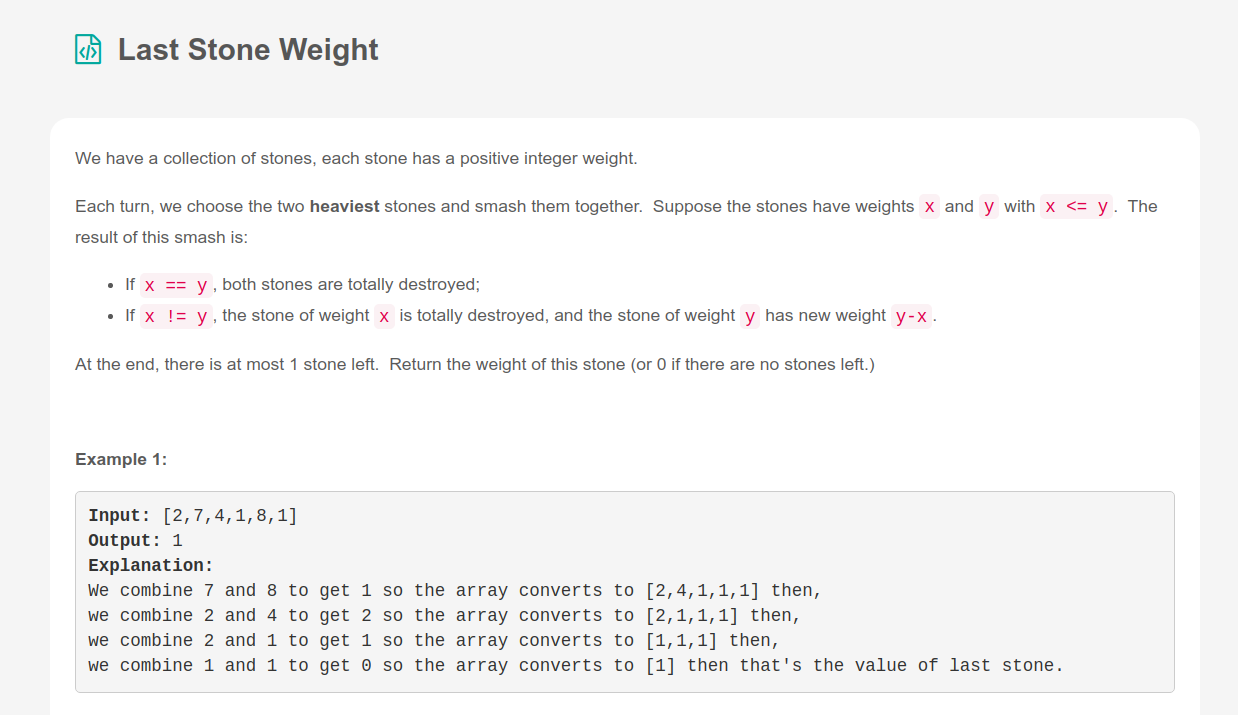 Last Stone Weight
We have a collection of stones, each stone has a positive integer weight.
Each turn, we choose the two heaviest stones and smash them together.  Suppose the stones have weights x and y with x <= y.  The
result of this smash is:
If x == y, both stones are totally destroyed;
If x != y, the stone of weight x is totally destroyed, and the stone of weight y has new weight y-x.
At the end, there is at most 1 stone left.  Return the weight of this stone (or 0 if there are no stones left.)
Example 1:
Input: [2,7,4,1,8,1]
Output: 1
Explanation:
We combine 7 and 8 to get 1 so the array converts to [2,4,1,1,1] then,
we combine 2 and 4 to get 2 so the array converts to [2,1,1,1] then,
we combine 2 and 1 to get 1 so the array converts to [1,1,1] then,
we combine 1 and 1 to get 0 so the array converts to [1] then that's the value of last stone.